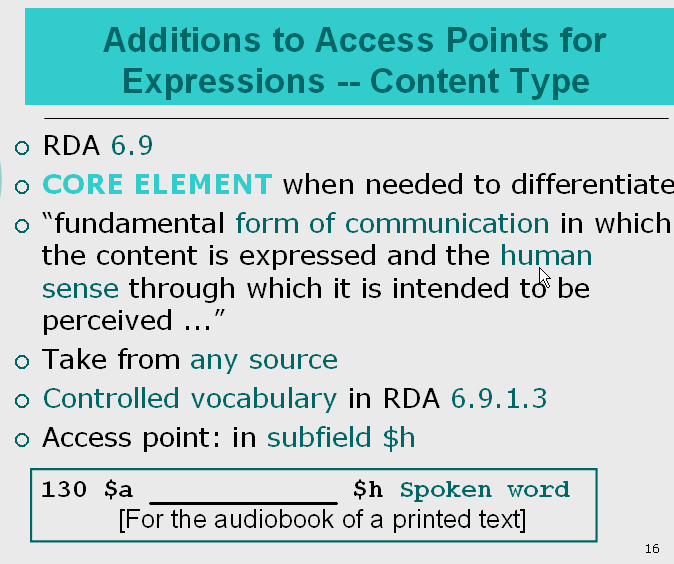 Additions to Access Points for
Expressions -- Content Type
RDA 6.9
CORE ELEMENT when needed to differentiate
“fundamental form of communication in which
the content is expressed and the human
sense through which it is intended to be
perceived ...”
Take from any source
Controlled vocabulary in RDA 6.9.1.3
Access point: in subfield $h
130 $a _____________ $h Spoken word
[For the audiobook of a printed text]
16